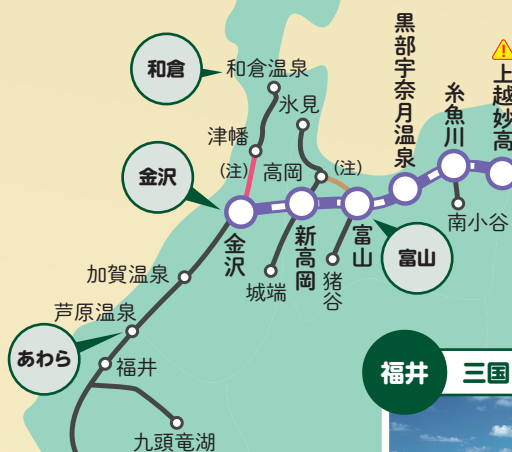 和倉
和倉温泉
氷見
津幡
(注)
高岡
(注)
金沢
黒部宇奈月温泉
糸魚川
上越妙高
南小谷
金沢
新高岡
富山
富山
城端
猪谷
加賀温泉
芦原温泉
あわら
福井
九頭竜湖
福井
三国